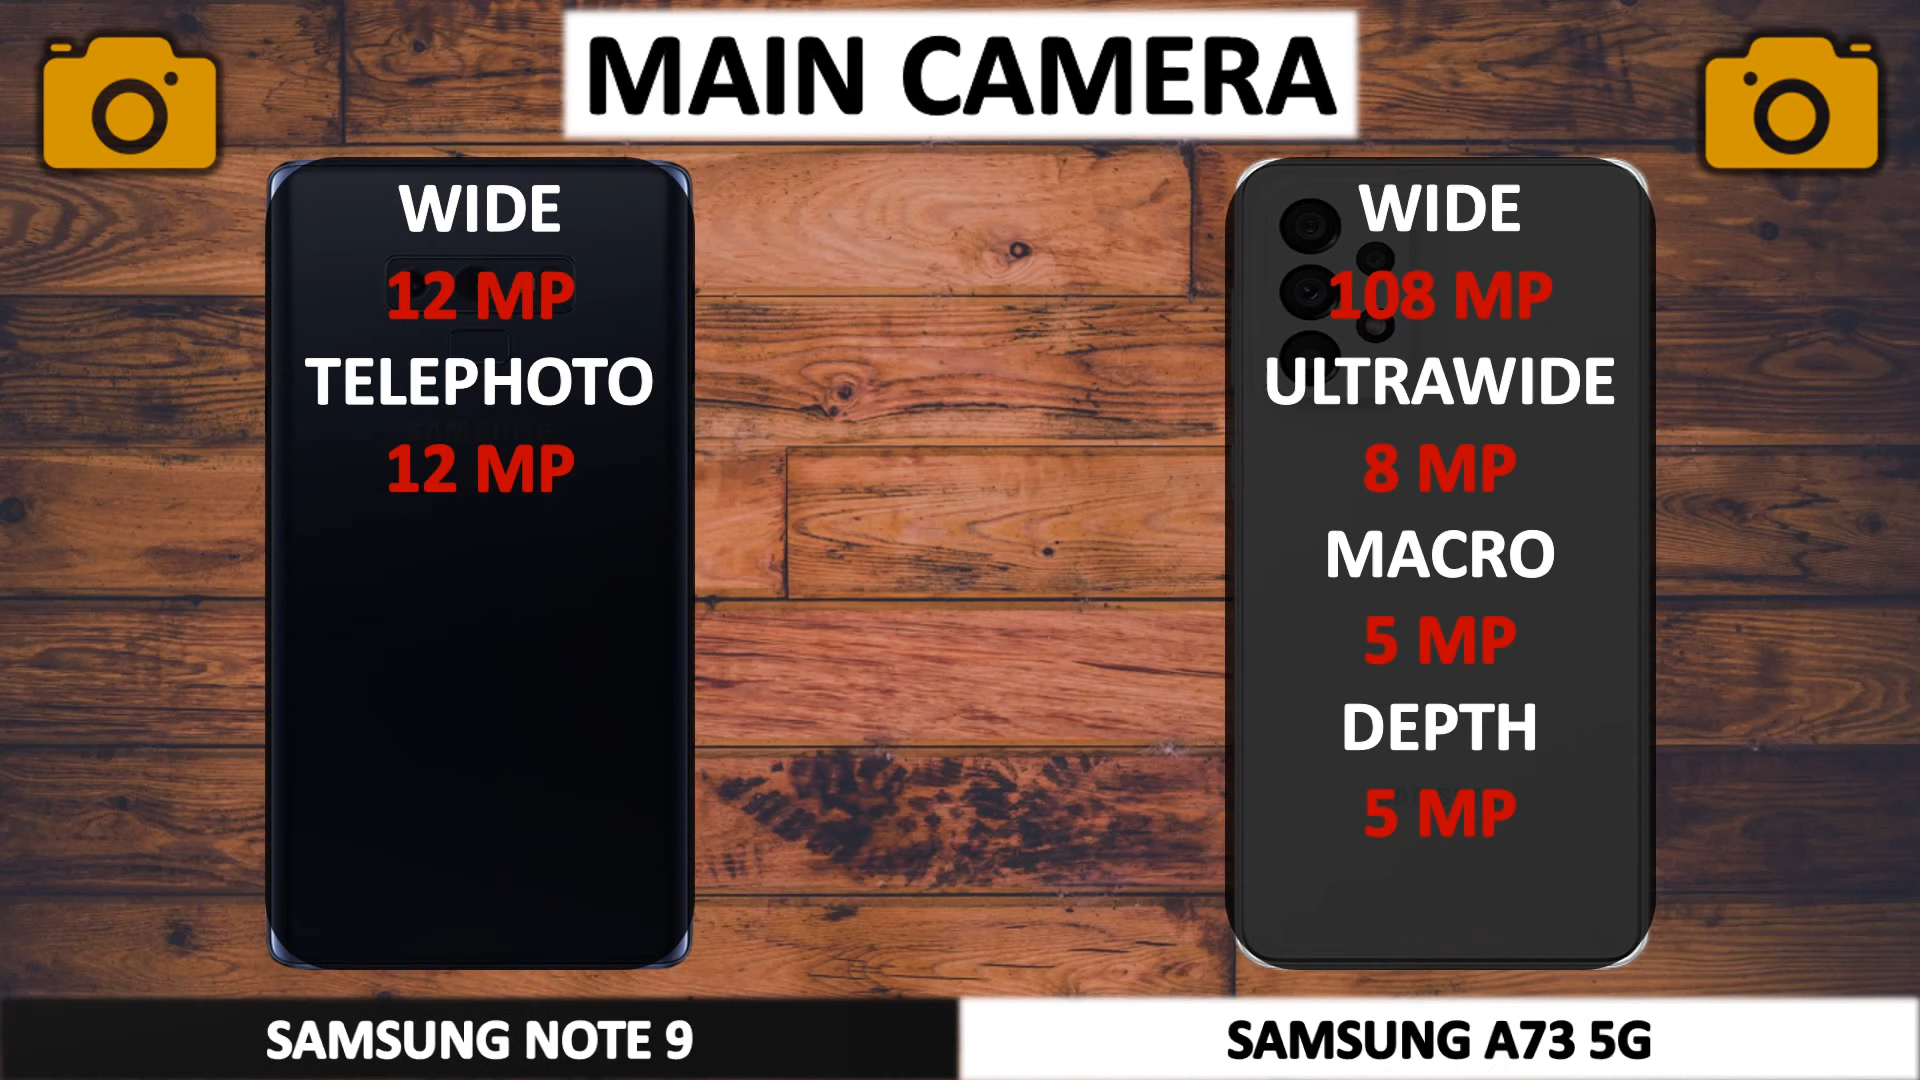 MAIN CAMERA
WIDE
12 MP
TELEPHOTO
12 MP
SAMSUNG
WIDE
108 MP
ULTRAWIDE
8 MP
MACRO
5 MP
DEPTH
5 MP
SAMSUNG NOTE 9
SAMSUNG A73 5G